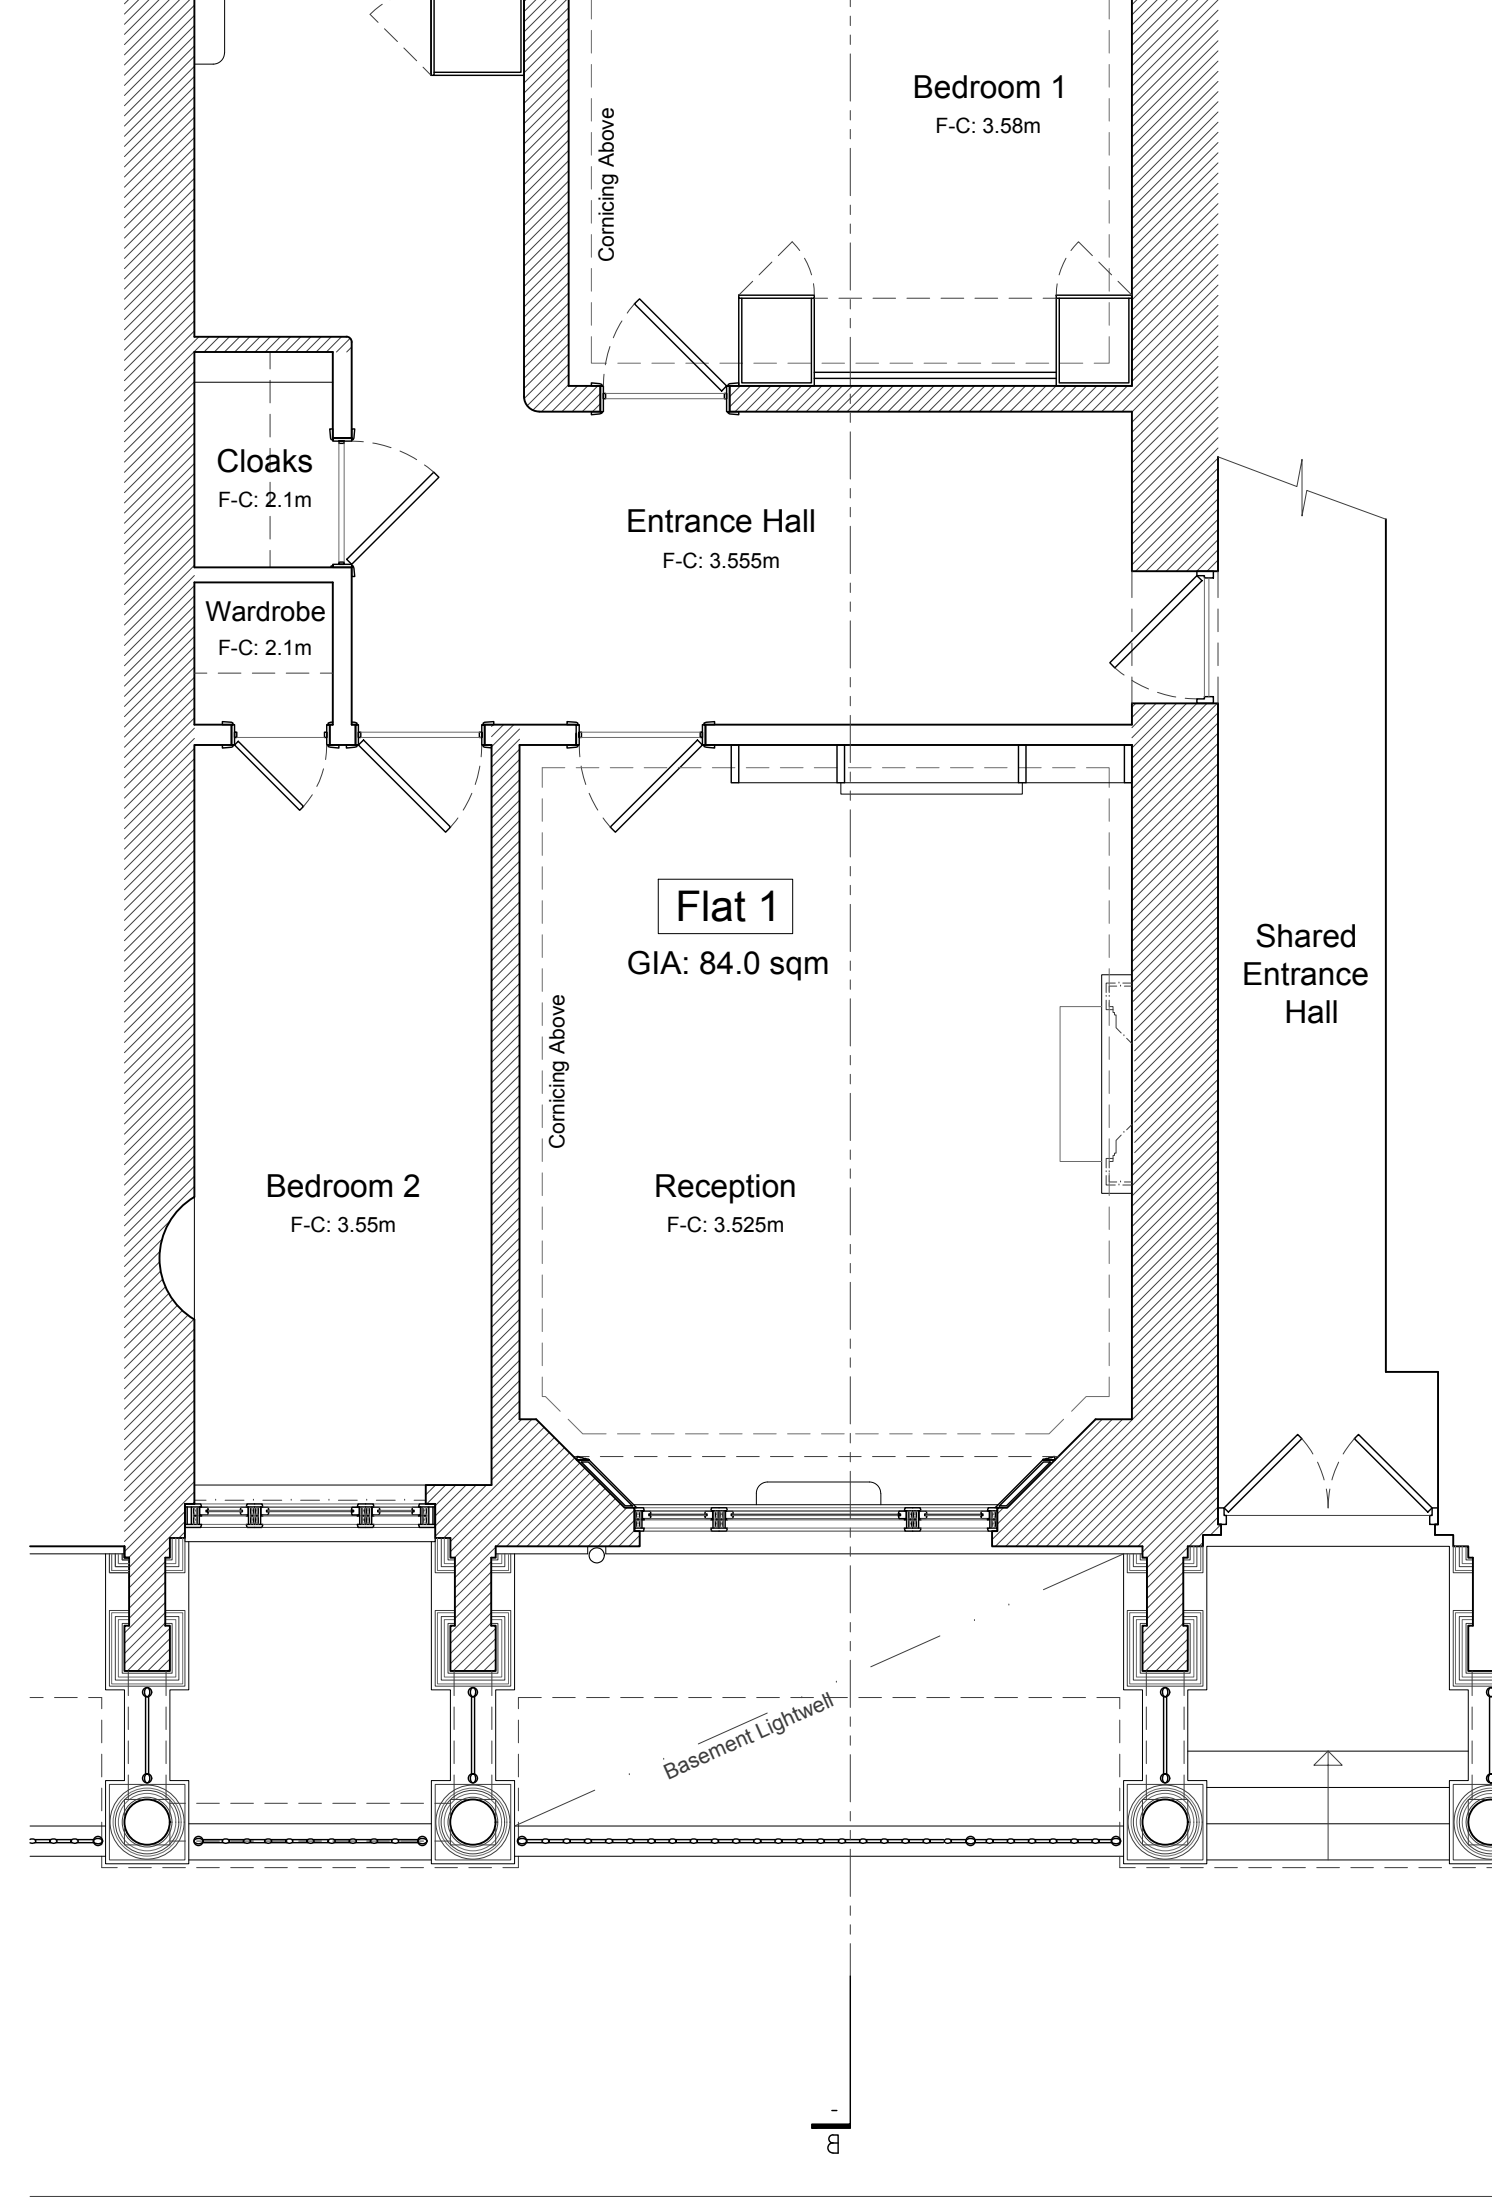 Bedroom 1
F-C: 3.58m
Cornicing Above
Cloaks
F-C: 2.1m
Entrance Hall
F-C: 3.555m
Wardrobe
F-C: 2.1m
Flat 1
GIA: 84.0 sqm
Shared
Entrance
Hall
Cornicing Above
Bedroom 2
F-C: 3.55m
Reception
F-C: 3.525m
Basement Lightwell
-
B